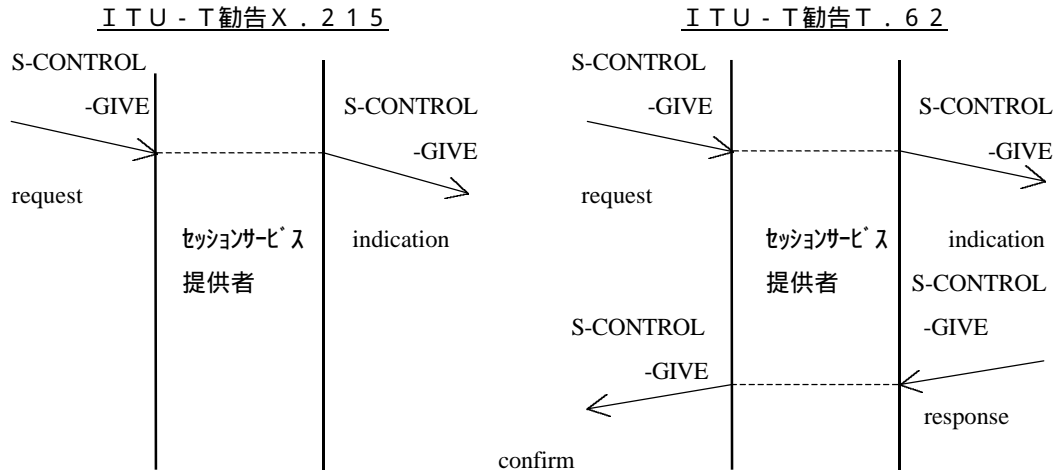 ＩＴＵ－Ｔ勧告Ｘ．２１５
S-CONTROL
-GIVE
S-CONTROL
-GIVE
request
ｾｯｼｮﾝｻｰﾋﾞｽ
提供者
indication
ＩＴＵ－Ｔ勧告Ｔ．６２
S-CONTROL
-GIVE
S-CONTROL
-GIVE
request
ｾｯｼｮﾝｻｰﾋﾞｽ
提供者
indication
S-CONTROL
-GIVE
S-CONTROL
-GIVE
response
confirm